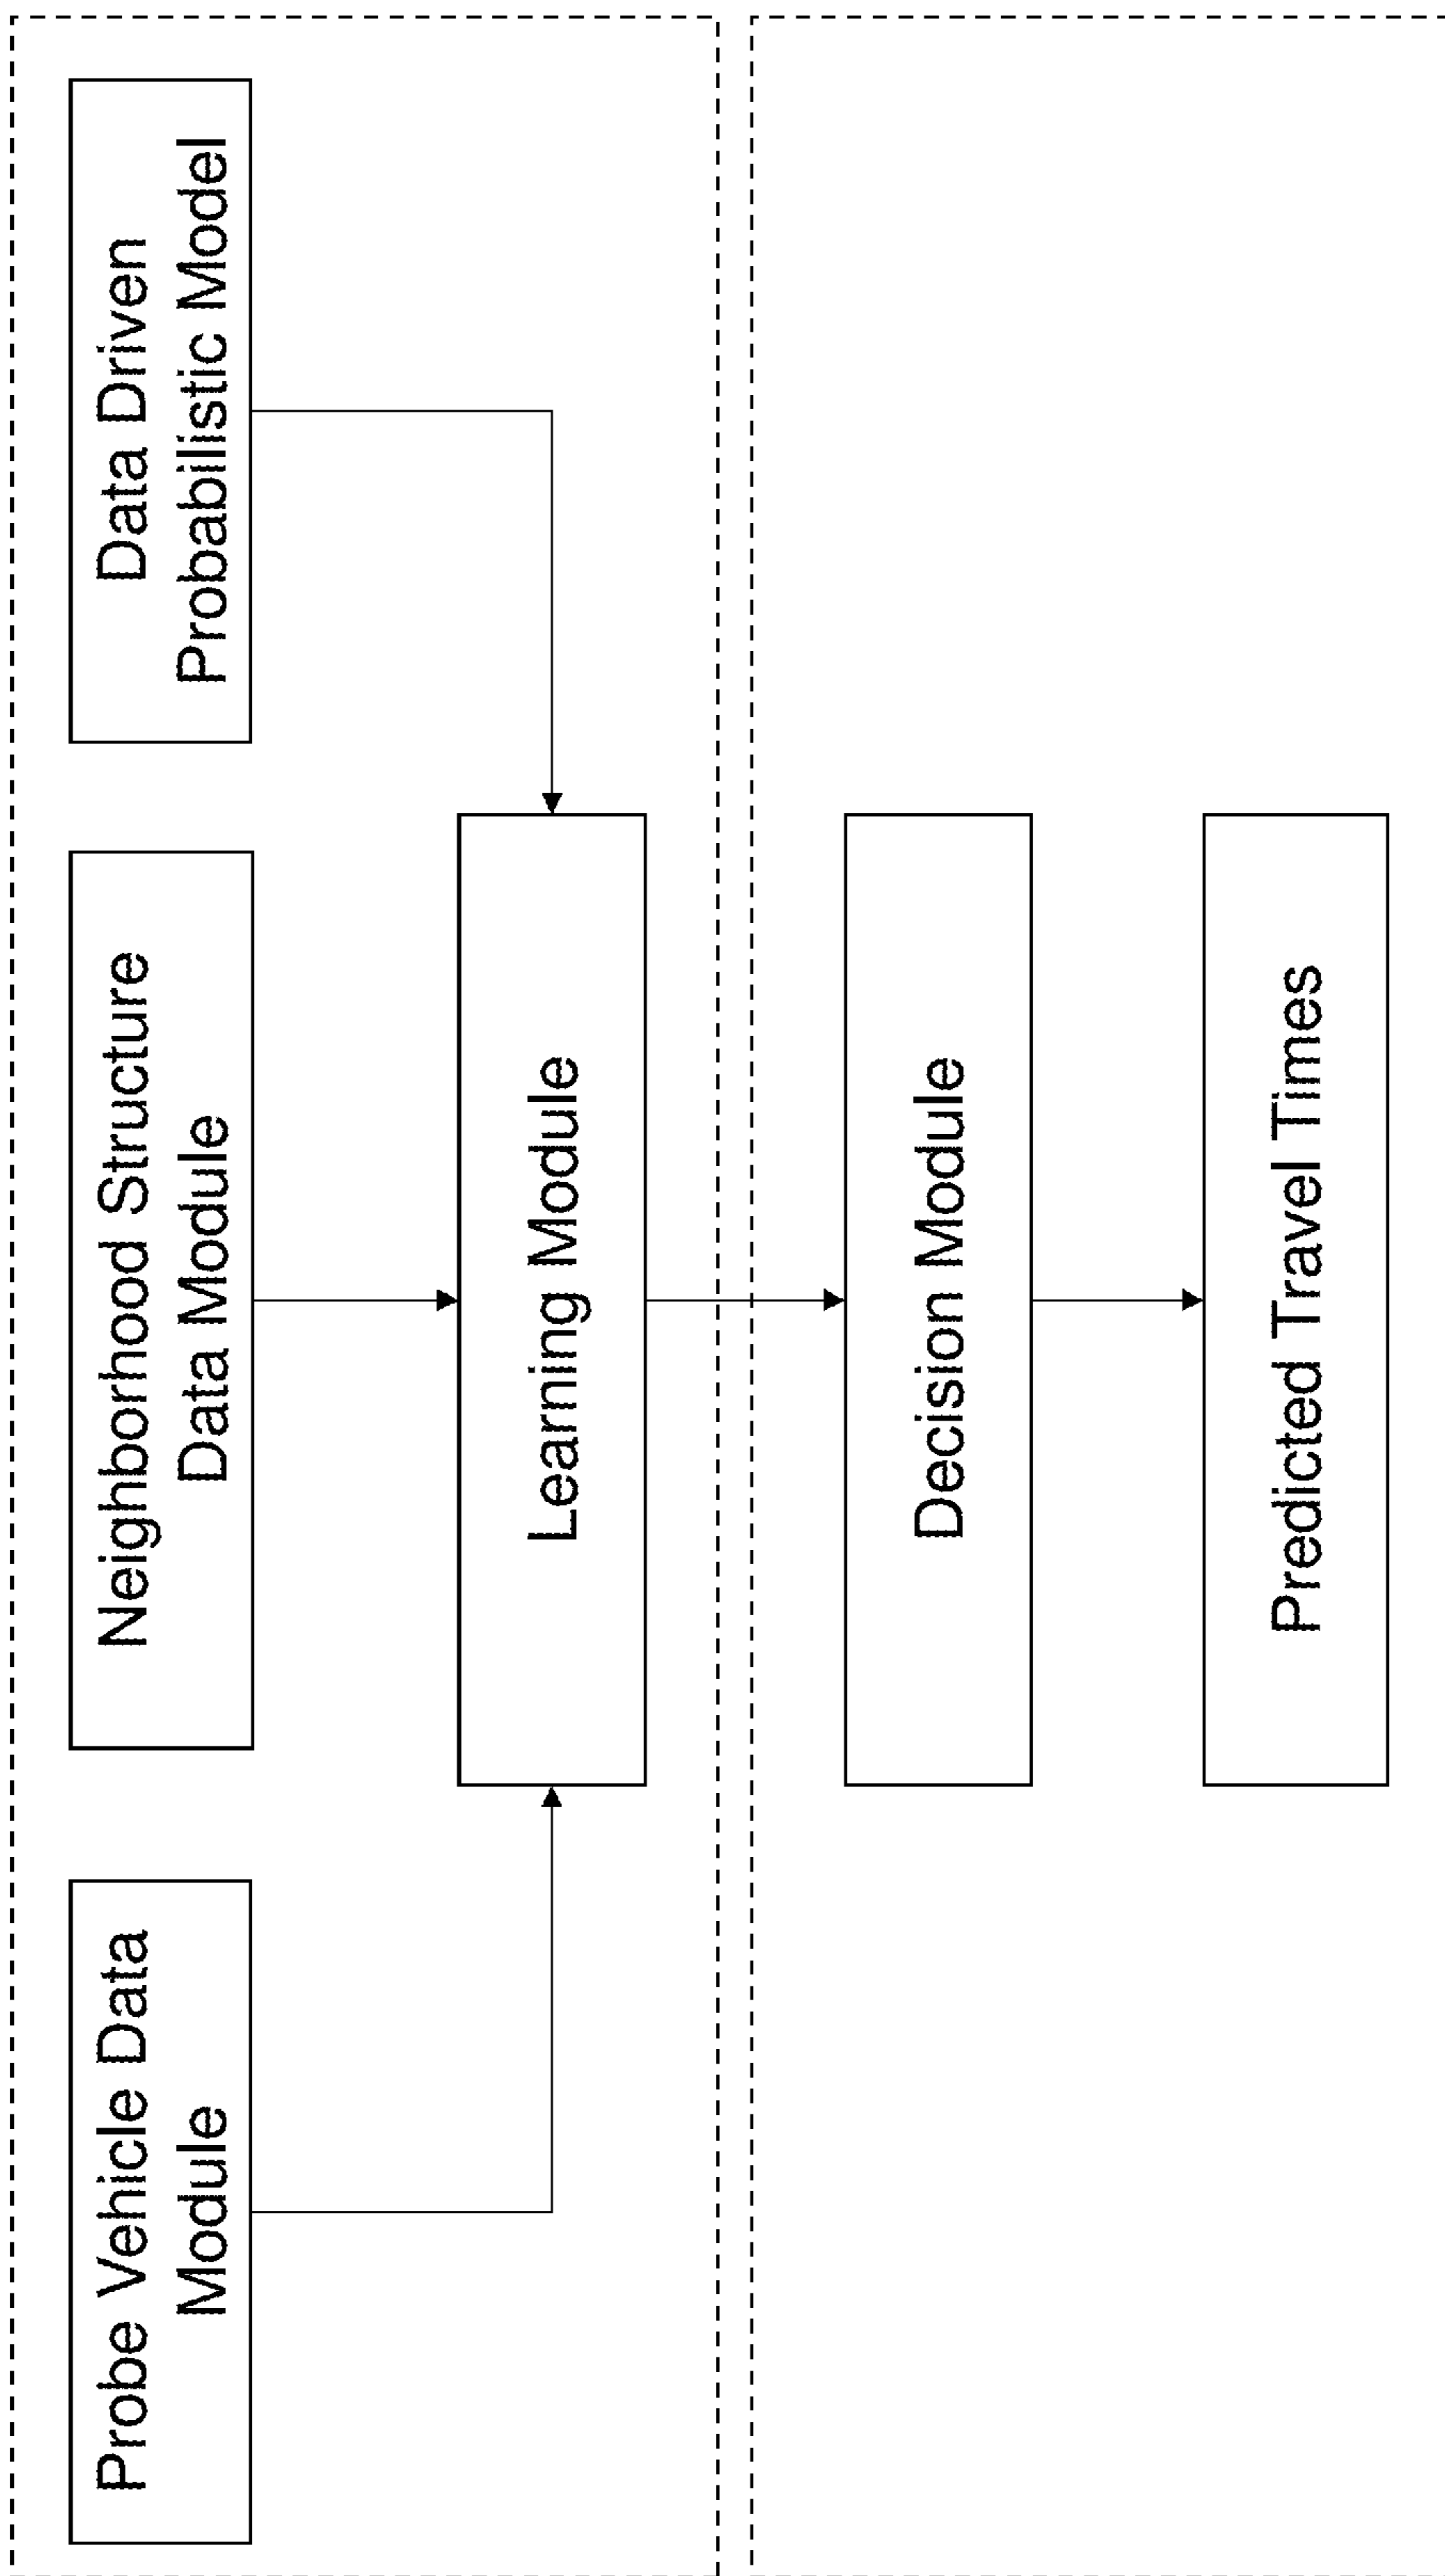 Probe Vehicle Data
Module
Neighborhood Structure
Data Module
Data Driven
Probabilistic Model
Learning Module
Decision Module
Predicted Travel Times